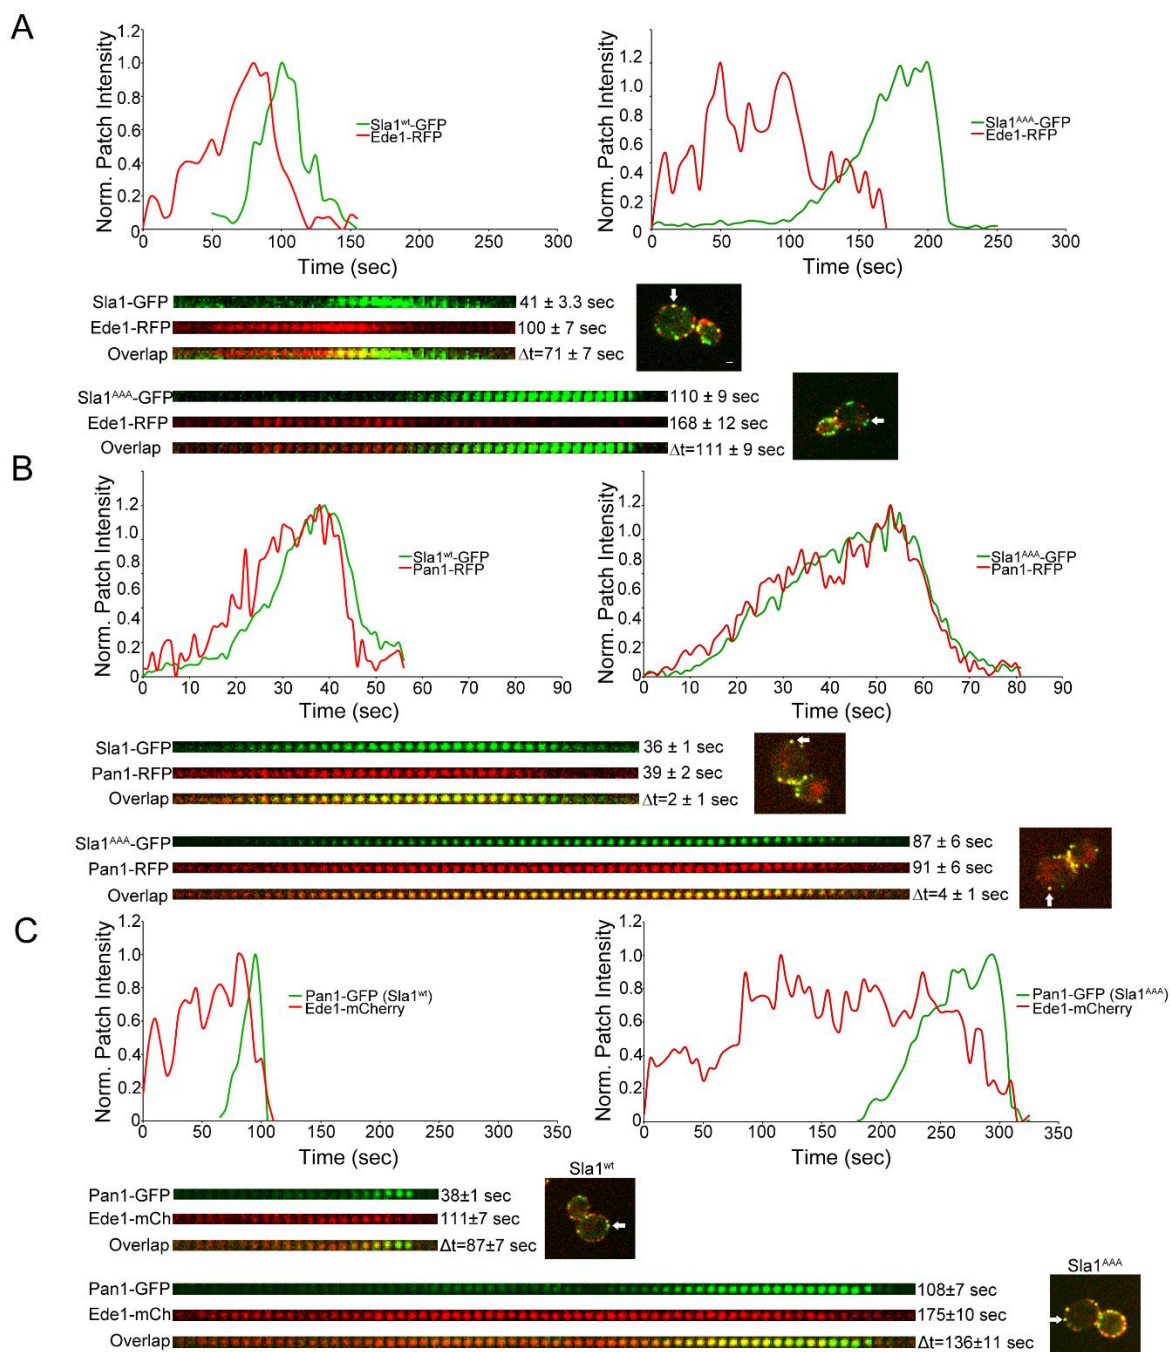 A
Norm. Patch Intensity
1.2
1.0
0.8
0.6
0.4
0.2
0
0 50 100 150 200 250 300
Time (sec)
Sla1wt-GFP
Ede1-RFP
Norm. Patch Intensity
1.2
1.0
0.8
0.6
0.4
0.2
0
0 50 100 150 200 250 300
Time (sec)
Sla1AAA-GFP
Ede1-RFP
Sla1-GFP 41 ± 3.3 sec
Ede1-RFP 100 ± 7 sec
Overlap Δt=71 ± 7 sec
Sla1AAA-GFP 110 ± 9 sec
Ede1-RFP 168 ± 12 sec
Overlap Δt=111 ± 9 sec
B
Norm. Patch Intensity
1.2
1.0
0.8
0.6
0.4
0.2
0
0 10 20 30 40 50 60 70 80 90
Time (sec)
Sla1wt-GFP
Pan1-RFP
Norm. Patch Intensity
1.2
1.0
0.8
0.6
0.4
0.2
0
0 10 20 30 40 50 60 70 80 90
Time (sec)
Sla1AAA-GFP
Pan1-RFP
Sla1-GFP 36 ± 1 sec
Pan1-RFP 39 ± 2 sec
Overlap Δt=2 ± 1 sec
Sla1AAA-GFP 87 ± 6 sec
Pan1-RFP 91 ± 6 sec
Overlap Δt=4 ± 1 sec
C
Norm. Patch Intensity
1.2
1.0
0.8
0.6
0.4
0.2
0
0 50 100 150 200 250 300 350
Time (sec)
Pan1-GFP (Sla1wt)
Ede1-mCherry
Norm. Patch Intensity
1.2
1.0
0.8
0.6
0.4
0.2
0
0 50 100 150 200 250 300 350
Time (sec)
Pan1-GFP (Sla1AAA)
Ede1-mCherry
Sla1wt
Pan1-GFP 38±1 sec
Ede1-mCh 111±7 sec
Overlap Δt=87±7 sec
Sla1AAA
Pan1-GFP 108±7 sec
Ede1-mCh 175±10 sec
Overlap Δt=136±11 sec